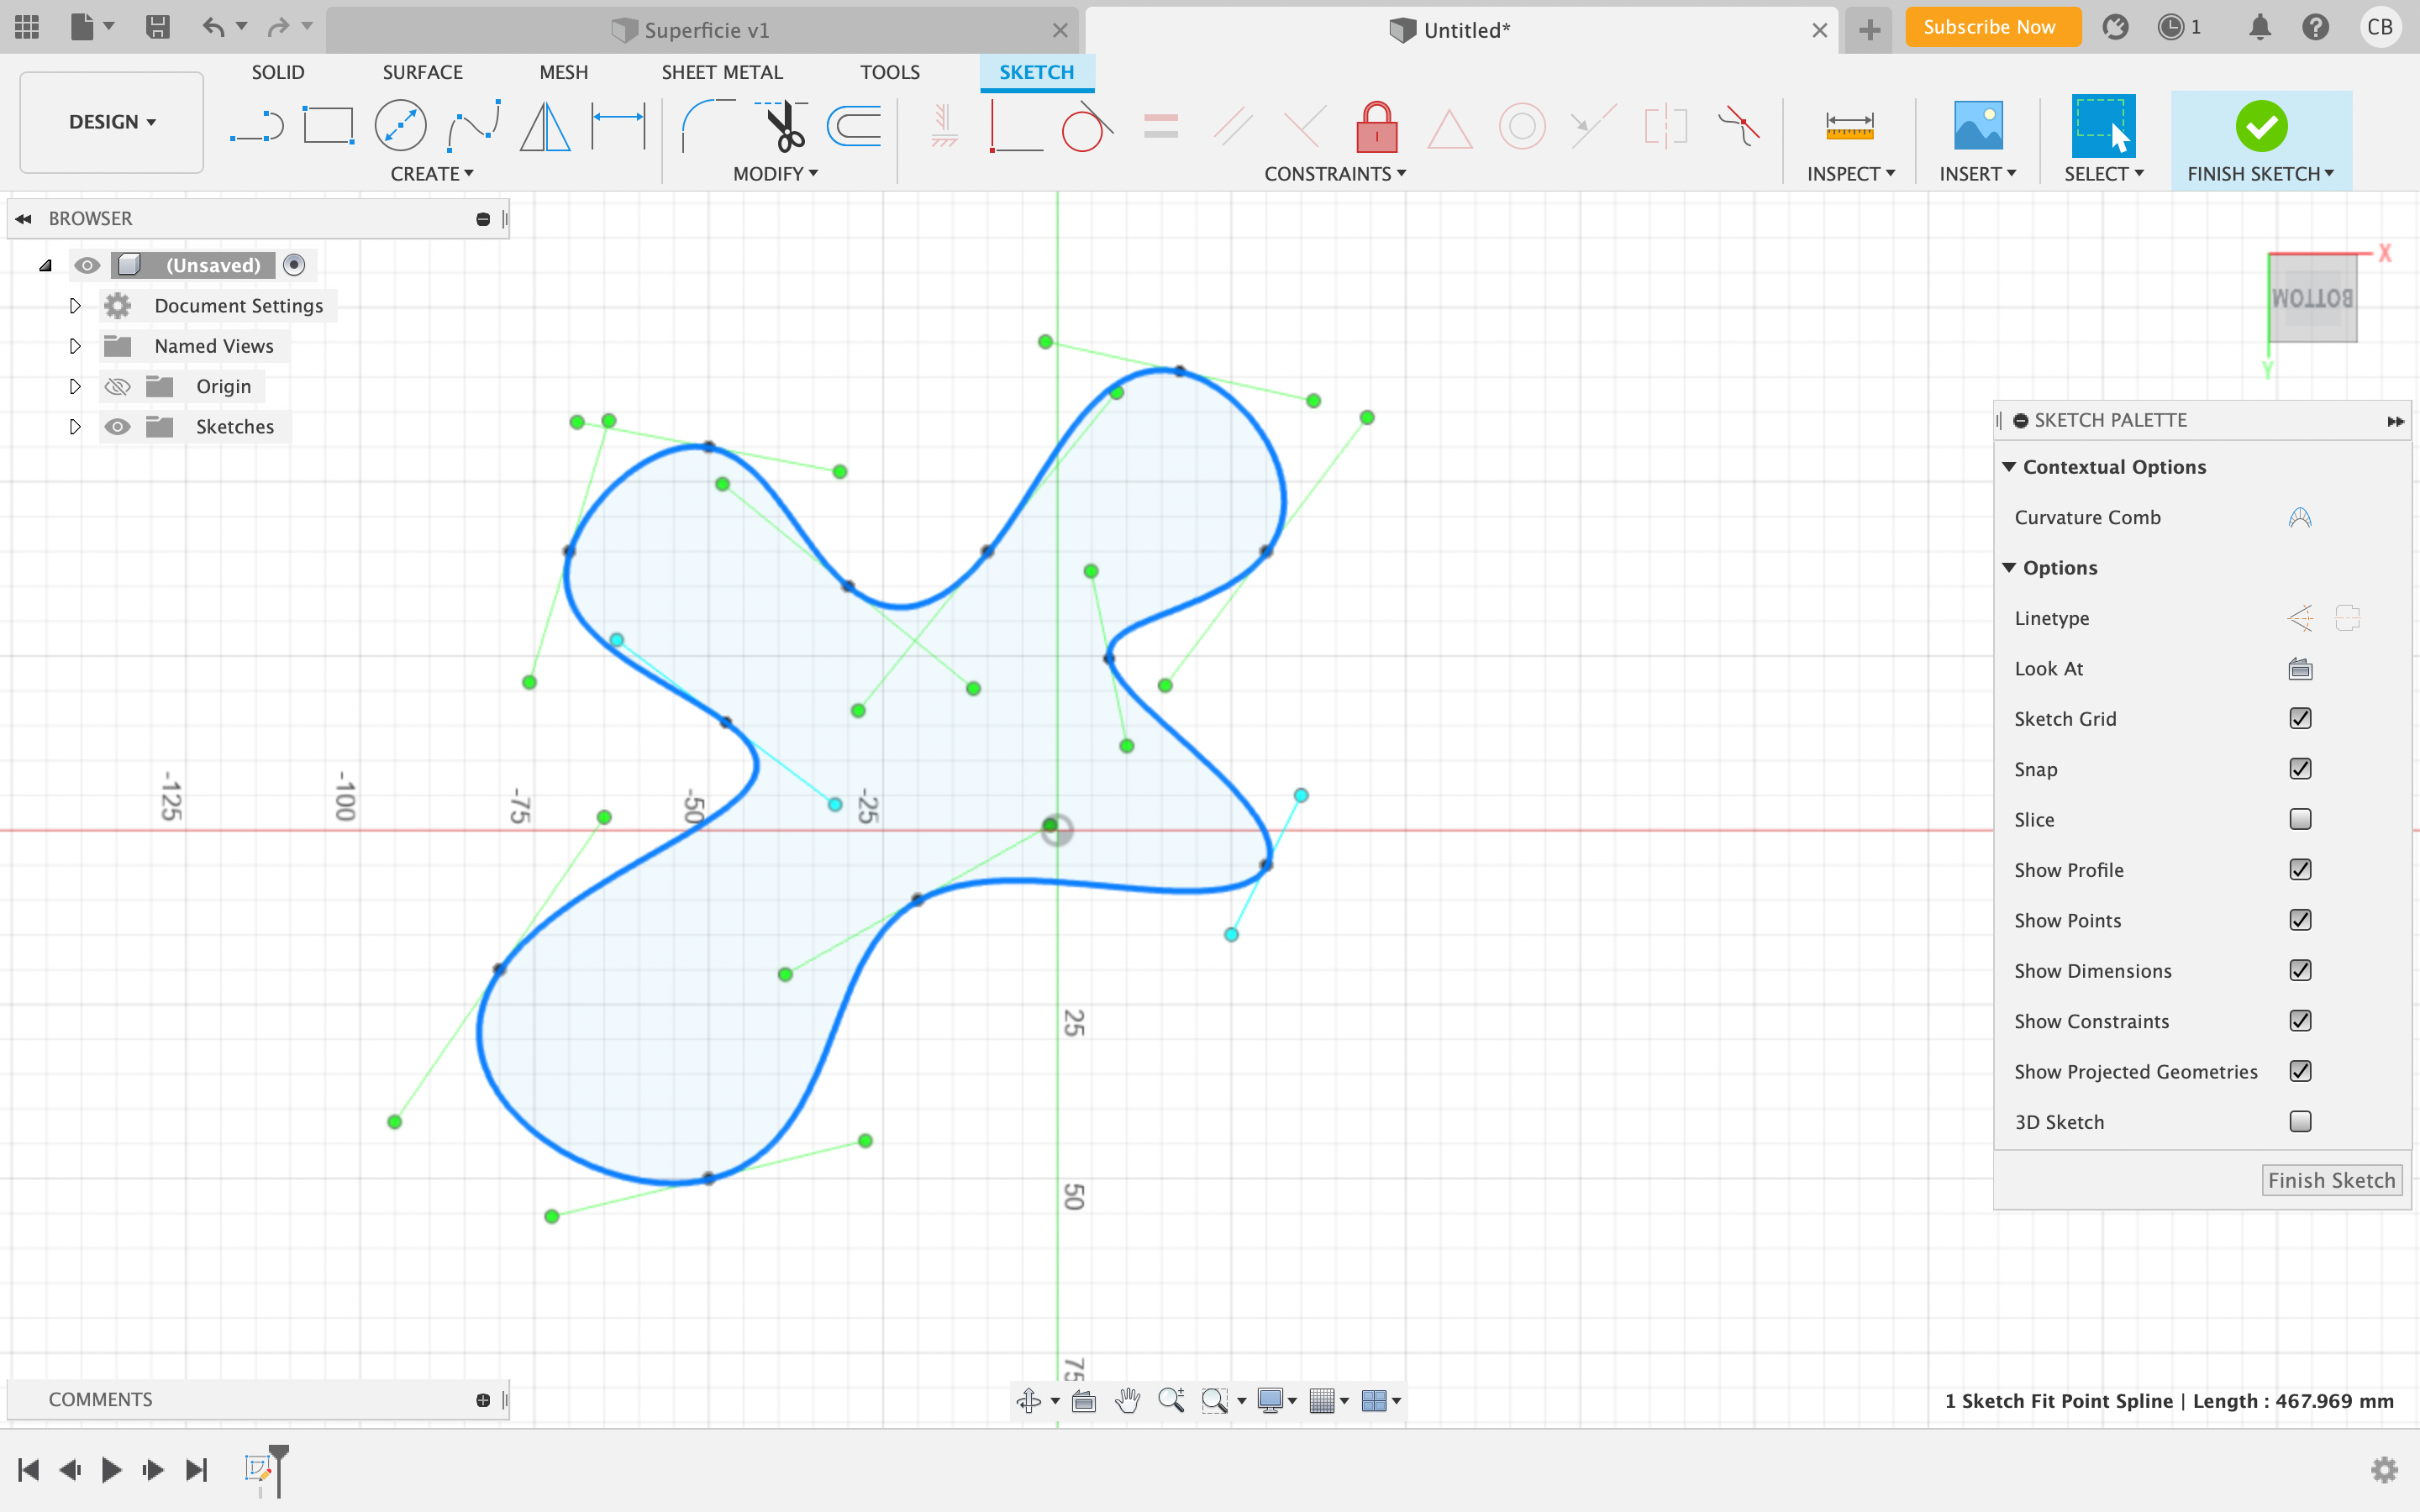 Superficie v1
Untitled*
Subscribe Now
1
CB
DESIGN
SOLID
SURFACE
MESH
SHEET METAL
TOOLS
SKETCH
CREATE
MODIFY
CONSTRAINTS
INSPECT
INSERT
SELECT
FINISH SKETCH
BROWSER
(Unsaved)
Document Settings
Named Views
Origin
Sketches
X
BOTTOM
Y
-125
-100
-75
-50
-25
25
50
75
SKETCH PALETTE
Contextual Options
Curvature Comb
Options
Linetype
Look At
Sketch Grid
Snap
Slice
Show Profile
Show Points
Show Dimensions
Show Constraints
Show Projected Geometries
3D Sketch
Finish Sketch
COMMENTS
1 Sketch Fit Point Spline | Length : 467.969 mm